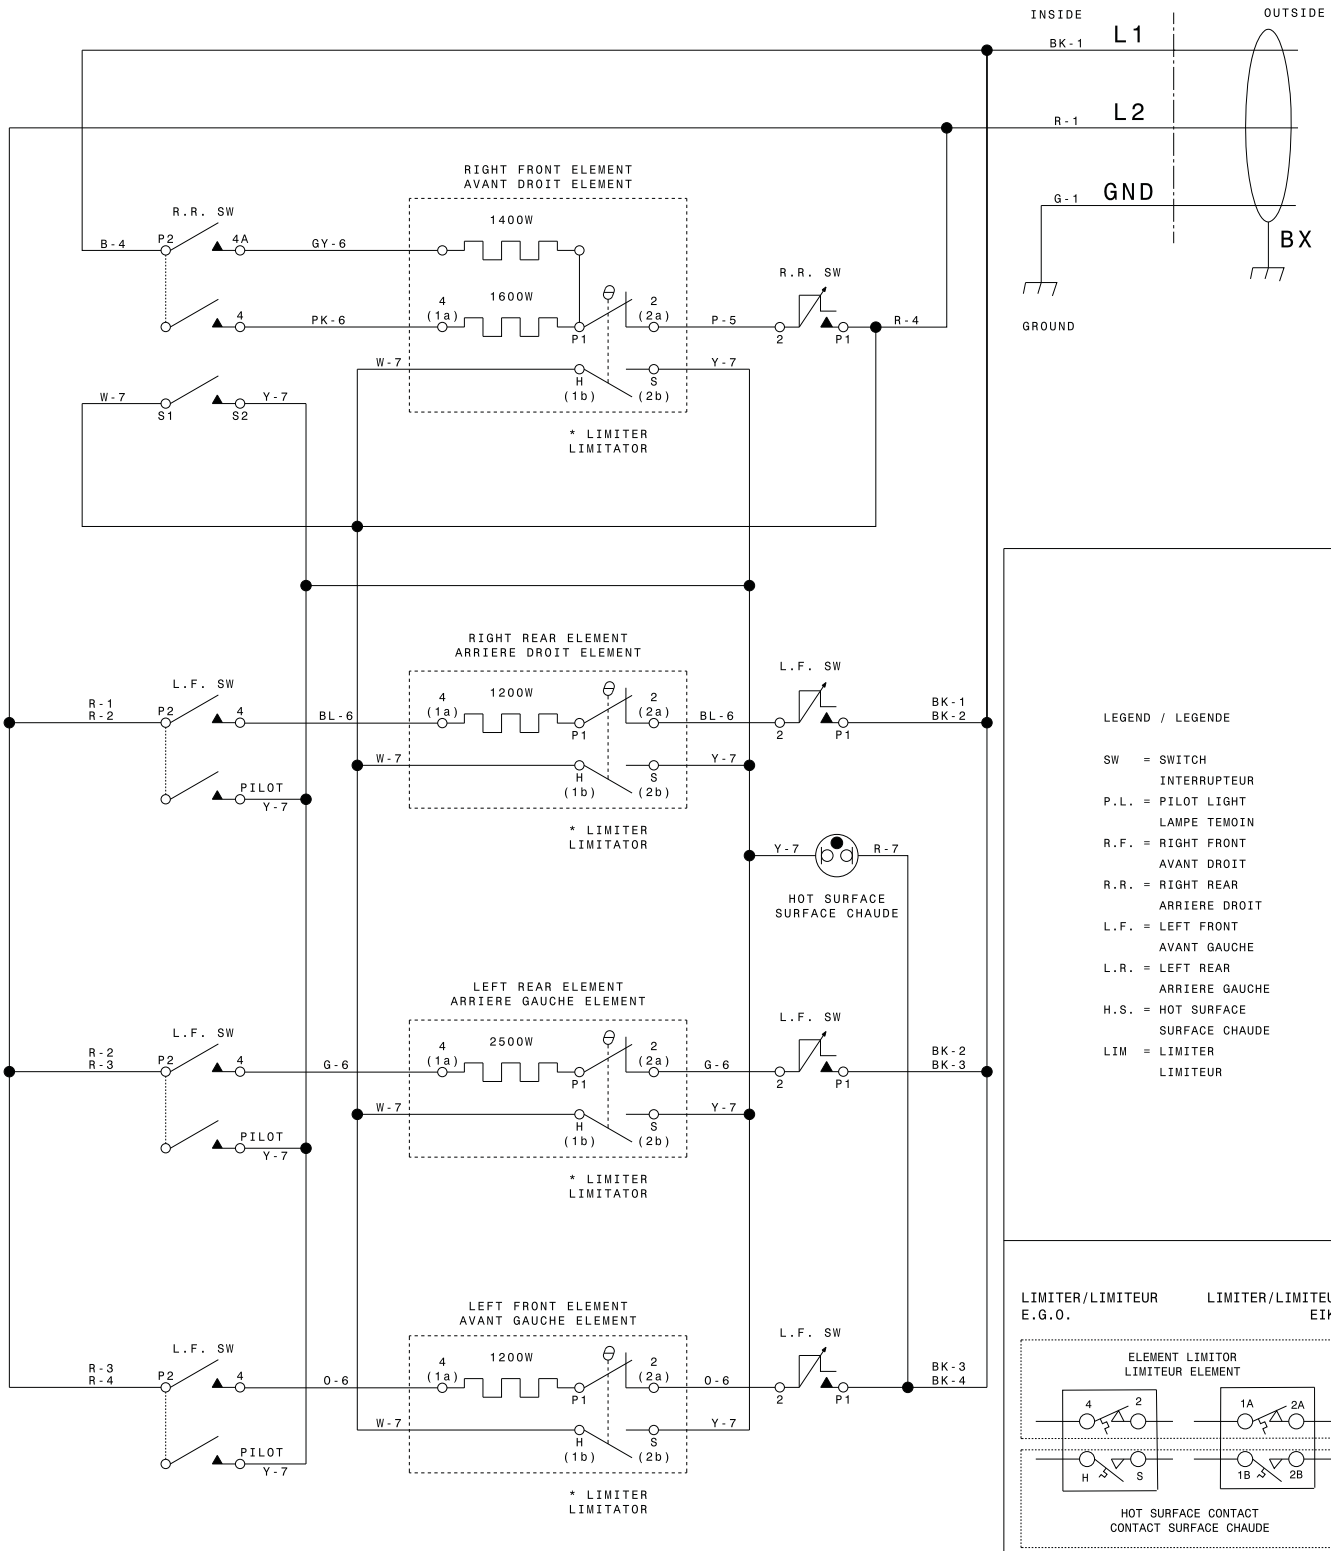 INSIDE
OUTSIDE
BK-1 L1
R-1 L2
G-1 GND
BX
GROUND
RIGHT FRONT ELEMENT
AVANT DROIT ELEMENT
R.R. SW
1400W
B-4 P2 4A GY-6
R.R. SW
1600W
4 PK-6 4 (1a) P1 2 (2a) P-5 2 P1 R-4
W-7 H (1b) S (2b) Y-7
W-7 S1 S2 Y-7
* LIMITER
LIMITATOR
RIGHT REAR ELEMENT
ARRIERE DROIT ELEMENT
L.F. SW
L.F. SW
1200W
R-1
R-2
P2 4 BL-6 4 (1a) P1 2 (2a) BL-6 2 P1
BK-1
BK-2
W-7 H (1b) S (2b) Y-7
PILOT
Y-7
* LIMITER
LIMITATOR
Y-7 R-7
HOT SURFACE
SURFACE CHAUDE
LEFT REAR ELEMENT
ARRIERE GAUCHE ELEMENT
L.F. SW
L.F. SW
2500W
R-2
R-3
P2 4 G-6 4 (1a) P1 2 (2a) G-6 2 P1
BK-2
BK-3
W-7 H (1b) S (2b) Y-7
PILOT
Y-7
* LIMITER
LIMITATOR
LEFT FRONT ELEMENT
AVANT GAUCHE ELEMENT
L.F. SW
L.F. SW
1200W
R-3
R-4
P2 4 O-6 4 (1a) P1 2 (2a) O-6 2 P1
BK-3
BK-4
W-7 H (1b) S (2b) Y-7
PILOT
Y-7
* LIMITER
LIMITATOR
LEGEND / LEGENDE
SW = SWITCH
INTERRUPTEUR
P.L. = PILOT LIGHT
LAMPE TEMOIN
R.F. = RIGHT FRONT
AVANT DROIT
R.R. = RIGHT REAR
ARRIERE DROIT
L.F. = LEFT FRONT
AVANT GAUCHE
L.R. = LEFT REAR
ARRIERE GAUCHE
H.S. = HOT SURFACE
SURFACE CHAUDE
LIM = LIMITER
LIMITEUR
LIMITER/LIMITEUR
E.G.O.
LIMITER/LIMITEU
EIK
ELEMENT LIMITOR
LIMITEUR ELEMENT
4 2 1A 2A
H S 1B 2B
HOT SURFACE CONTACT
CONTACT SURFACE CHAUDE